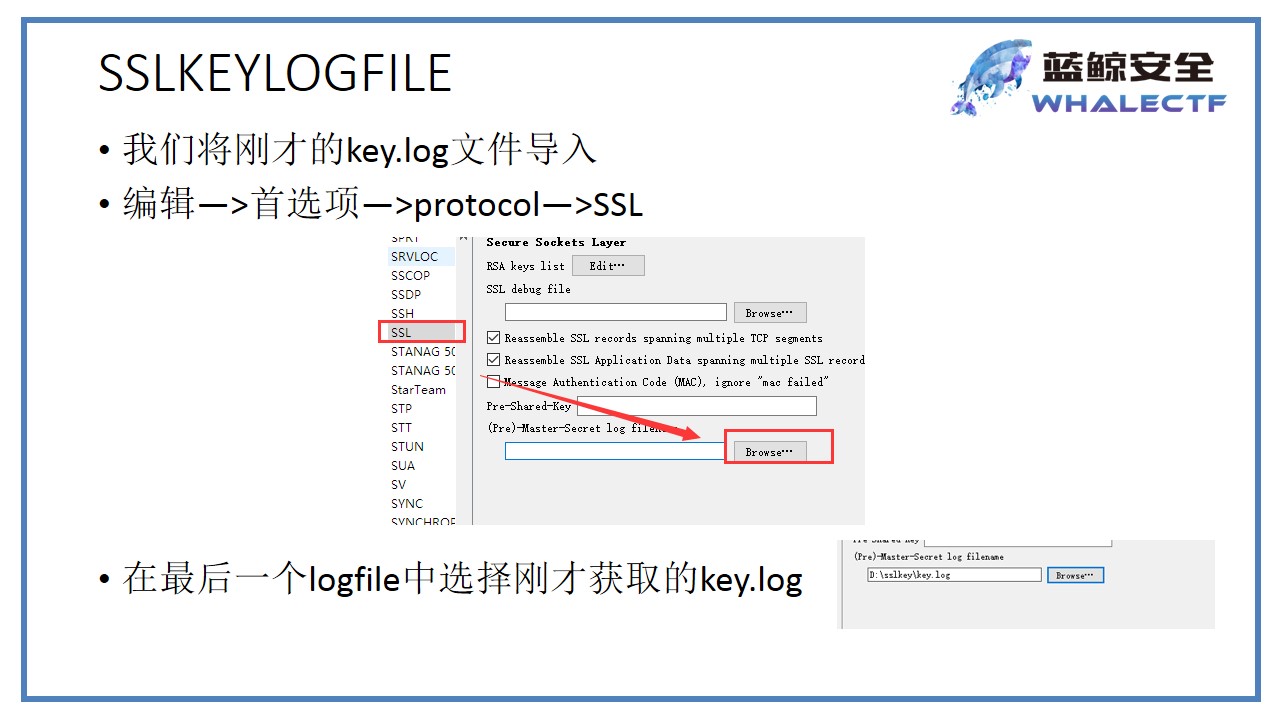 SSLKEYLOGFILE
蓝鲸安全
WHALECTF
• 我们将刚才的key.log文件导入
• 编辑—>首选项—>protocol—>SSL
SPRT
SRVLOC
SSCOP
SSDP
SSH
SSL
STANAG 50
STANAG 50
StarTeam
STP
STT
STUN
SUA
SV
SYNC
SYNCHROP
Secure Sockets Layer
RSA keys list Edit…
SSL debug file
Browse…
Reassemble SSL records spanning multiple TCP segments
Reassemble SSL Application Data spanning multiple SSL record
Message Authentication Code (MAC), ignore "mac failed"
Pre-Shared-Key
(Pre)-Master-Secret log filename
Browse…
• 在最后一个logfile中选择刚才获取的key.log
Pre-Shared-Key
(Pre)-Master-Secret log filename
D:\sslkey\key.log Browse…